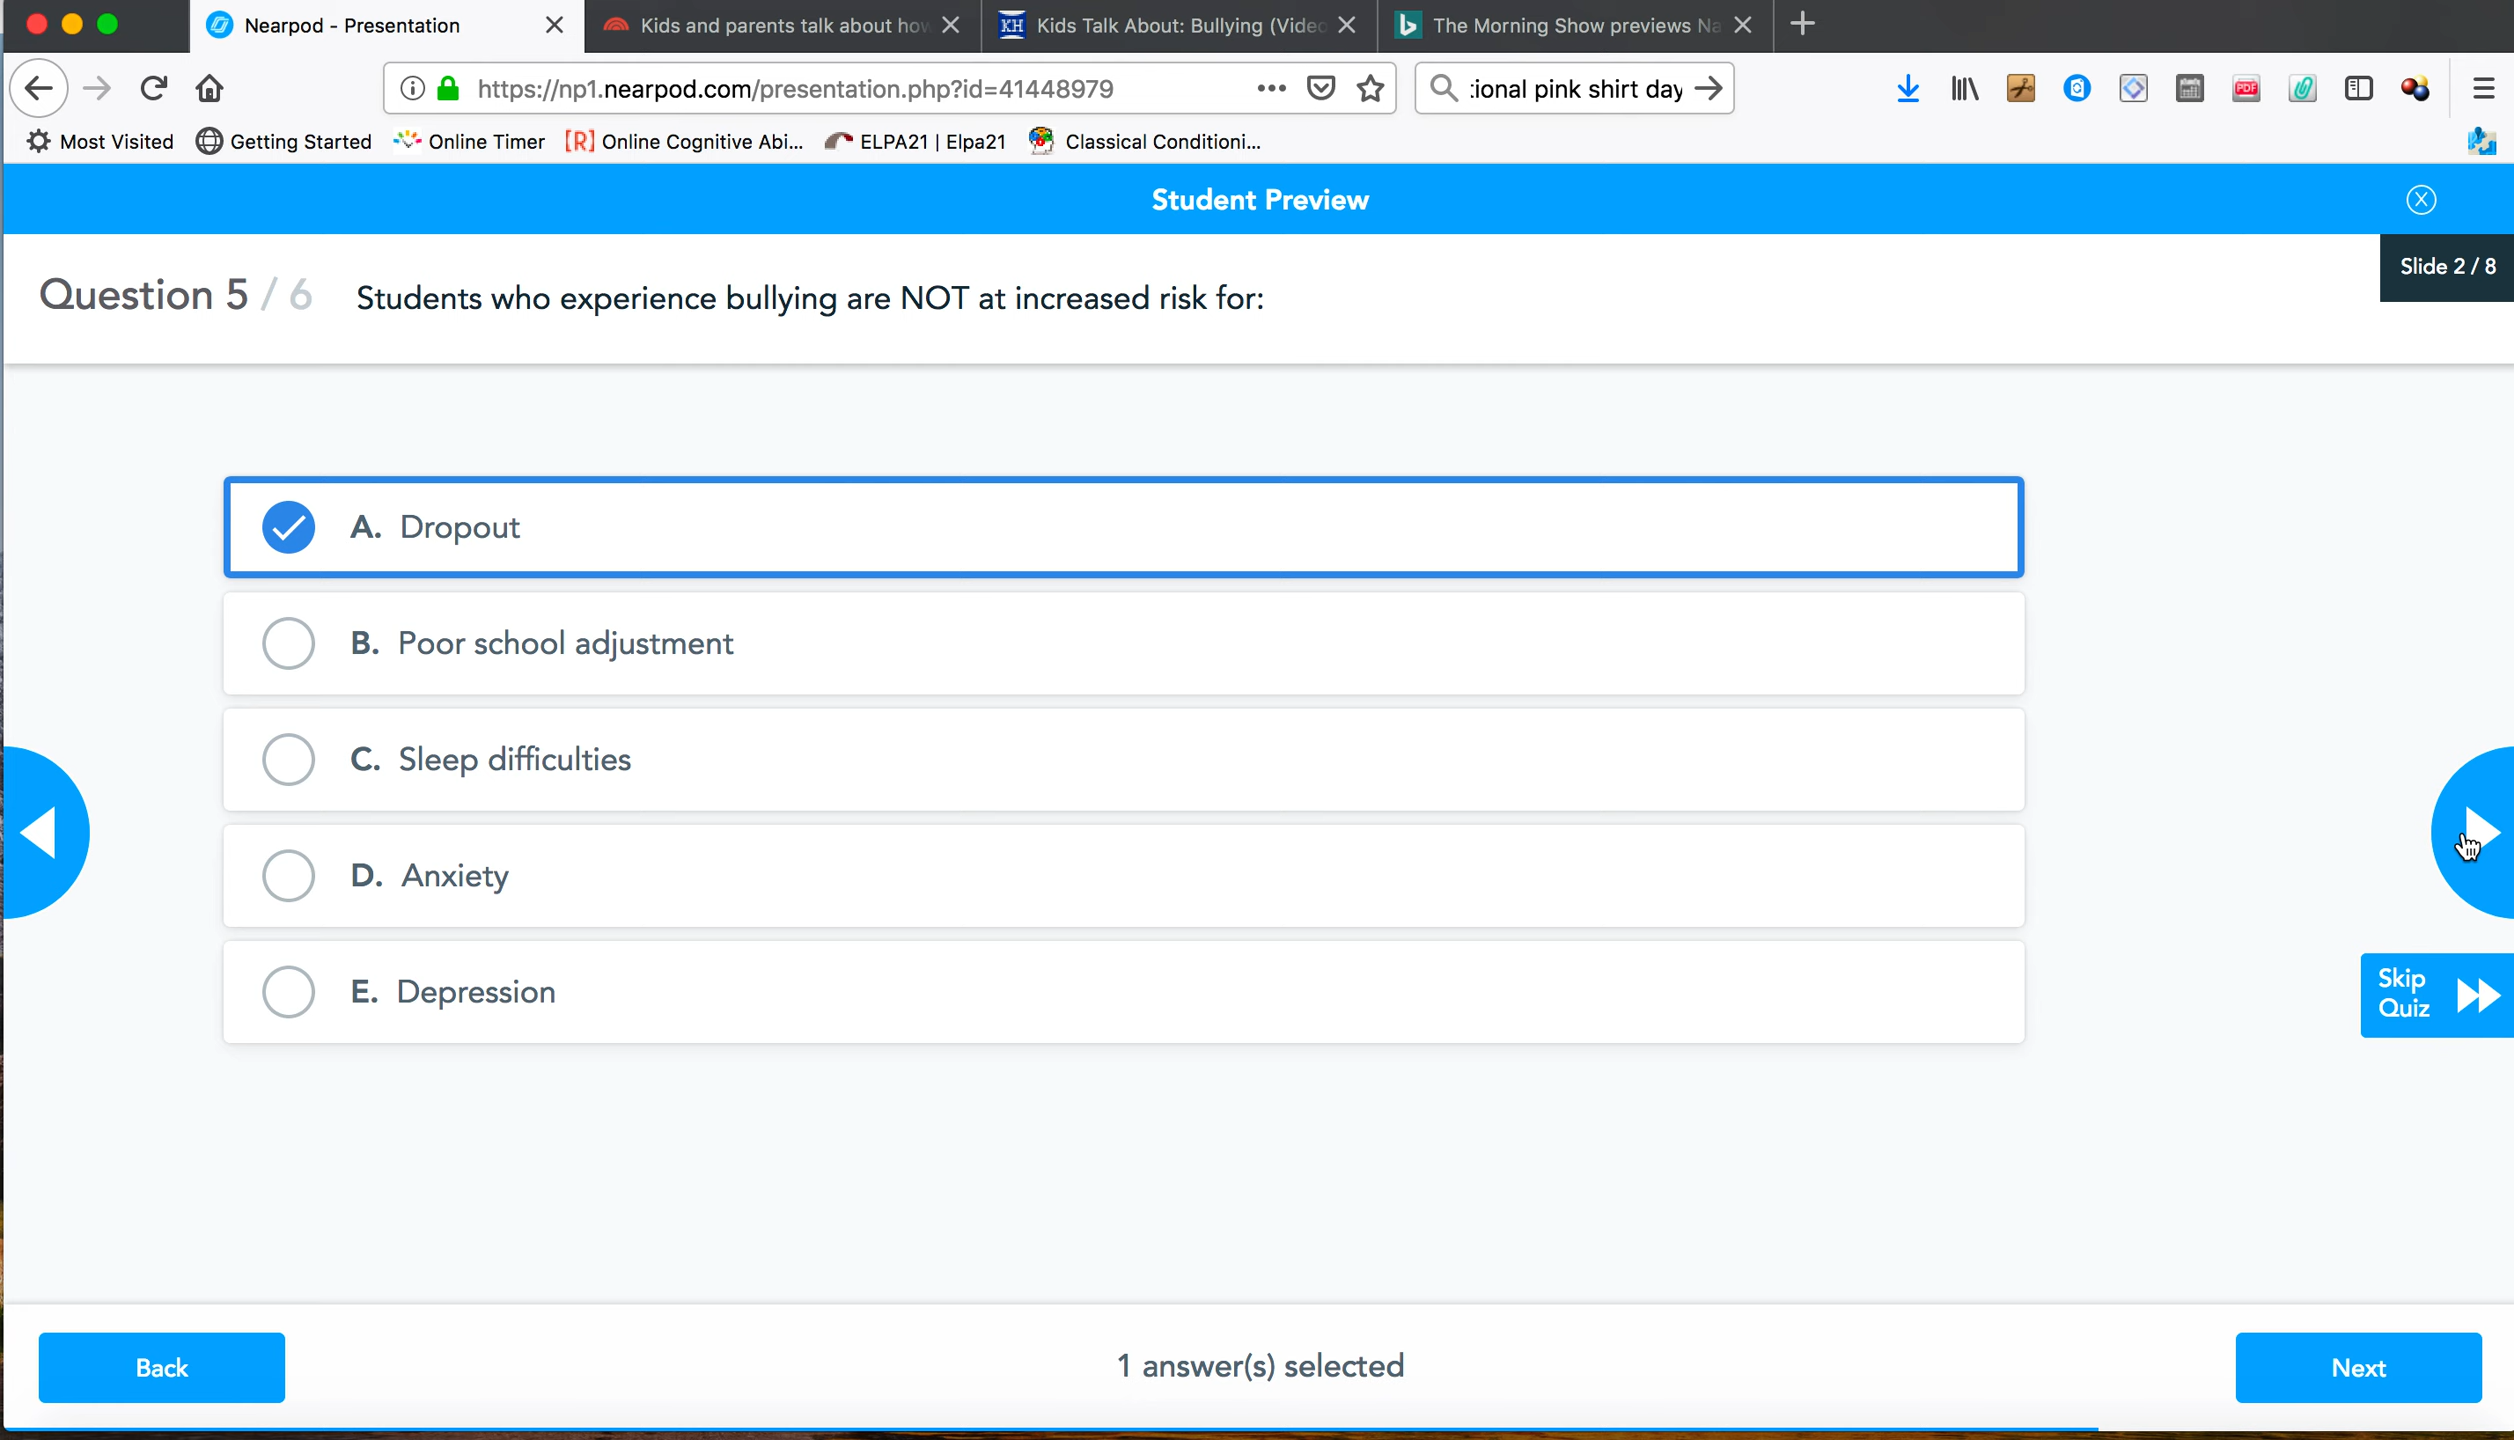 Nearpod - Presentation
Kids and parents talk about how
Kids Talk About: Bullying (Video
The Morning Show previews Na
https://np1.nearpod.com/presentation.php?id=41448979
tional pink shirt day
Most Visited
Getting Started
Online Timer
[R] Online Cognitive Abi...
ELPA21 | Elpa21
Classical Conditioni...
Student Preview
Slide 2 / 8
Question 5 / 6
Students who experience bullying are NOT at increased risk for:
A. Dropout
B. Poor school adjustment
C. Sleep difficulties
D. Anxiety
E. Depression
Skip
Quiz
Back
1 answer(s) selected
Next